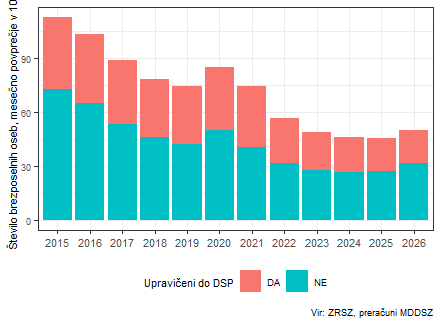 Število brezposelnih oseb, mesečno povprečje v 10
90
60
30
0
2015 2016 2017 2018 2019 2020 2021 2022 2023 2024 2025 2026
Upravičeni do DSP DA NE
Vir: ZRSZ, preračuni MDDSZ